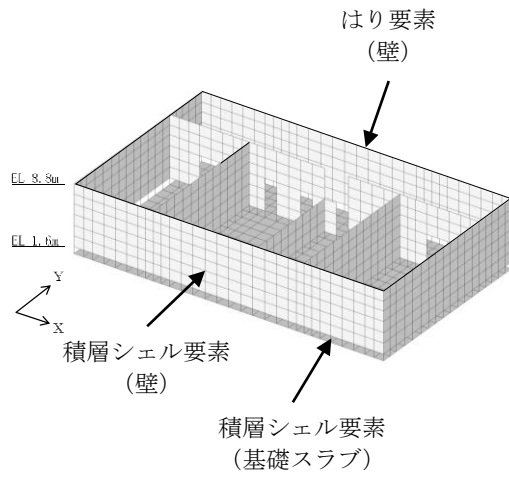 はり要素
（壁）
EL 8.8m
EL 1.6m
Y
X
積層シェル要素
（壁）
積層シェル要素
（基礎スラブ）